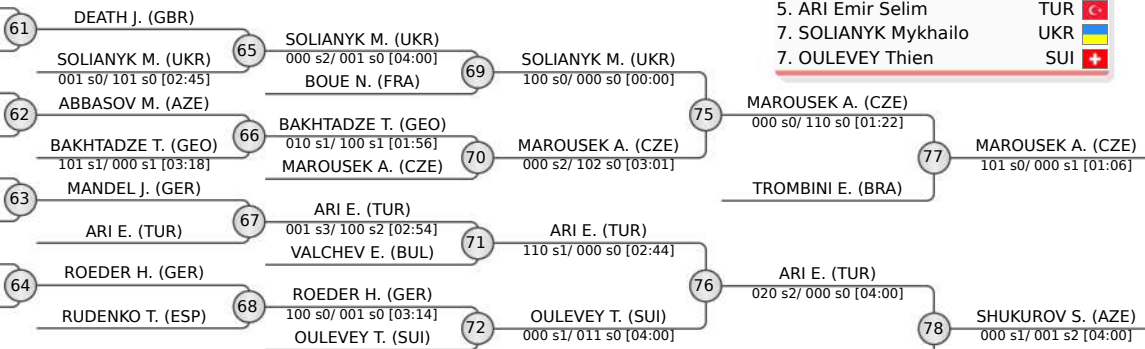 DEATH J. (GBR)
61
SOLIANYK M. (UKR)
001 s0/ 101 s0 [02:45]
65
ABBASOV M. (AZE)
62
BAKHTADZE T. (GEO)
101 s1/ 000 s1 [03:18]
66
MANDEL J. (GER)
63
ARI E. (TUR)
67
ROEDER H. (GER)
64
RUDENKO T. (ESP)
68
SOLIANYK M. (UKR)
000 s2/ 001 s0 [04:00]
BOUE N. (FRA)
69
BAKHTADZE T. (GEO)
010 s1/ 100 s1 [01:56]
MAROUSEK A. (CZE)
70
ARI E. (TUR)
001 s3/ 100 s2 [02:54]
VALCHEV E. (BUL)
71
ROEDER H. (GER)
100 s0/ 001 s0 [03:14]
OULEVEY T. (SUI)
72
SOLIANYK M. (UKR)
100 s0/ 000 s0 [00:00]
75
MAROUSEK A. (CZE)
000 s2/ 102 s0 [03:01]
ARI E. (TUR)
110 s1/ 000 s0 [02:44]
76
OULEVEY T. (SUI)
000 s1/ 011 s0 [04:00]
MAROUSEK A. (CZE)
000 s0/ 110 s0 [01:22]
77
TROMBINI E. (BRA)
ARI E. (TUR)
020 s2/ 000 s0 [04:00]
78
MAROUSEK A. (CZE)
101 s0/ 000 s1 [01:06]
SHUKUROV S. (AZE)
000 s1/ 001 s2 [04:00]
5. ARI Emir Selim TUR
7. SOLIANYK Mykhailo UKR
7. OULEVEY Thien SUI